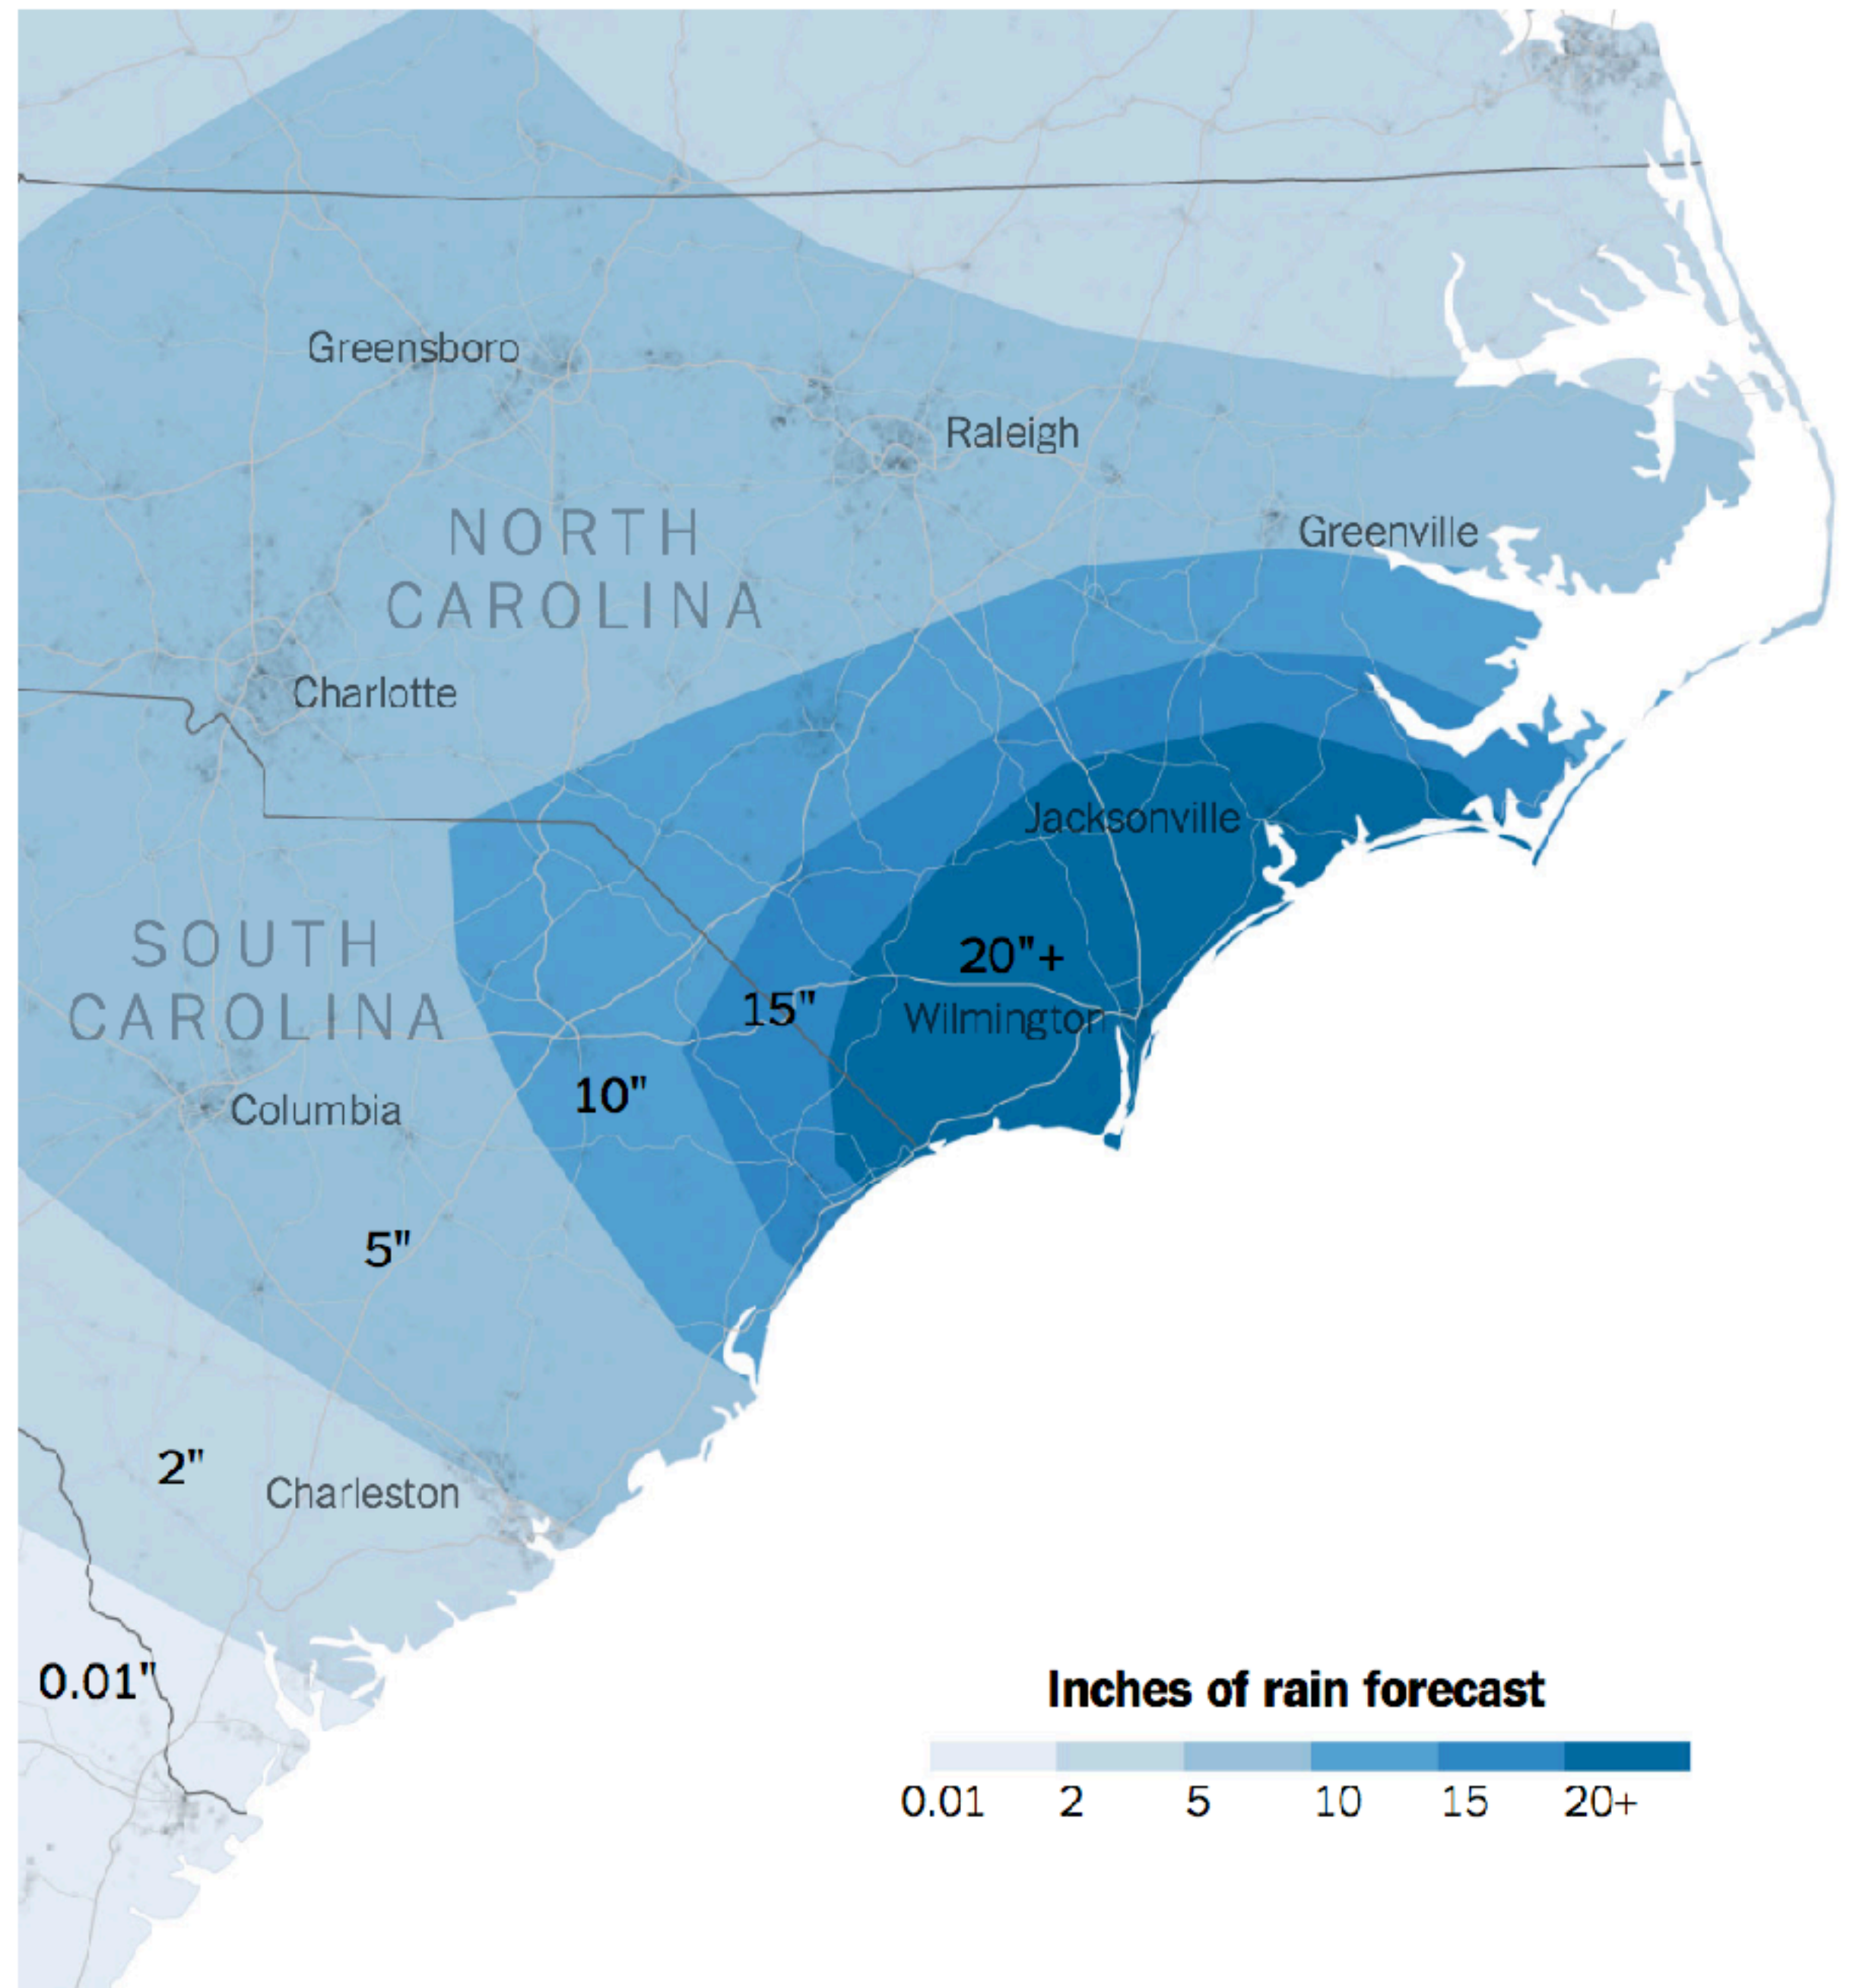 Greensboro
Raleigh
NORTH
CAROLINA
Greenville
Charlotte
Jacksonville
SOUTH
CAROLINA
20"+
15"
Wilmington
10"
Columbia
5"
2"
Charleston
0.01"
Inches of rain forecast
0.01 2 5 10 15 20+